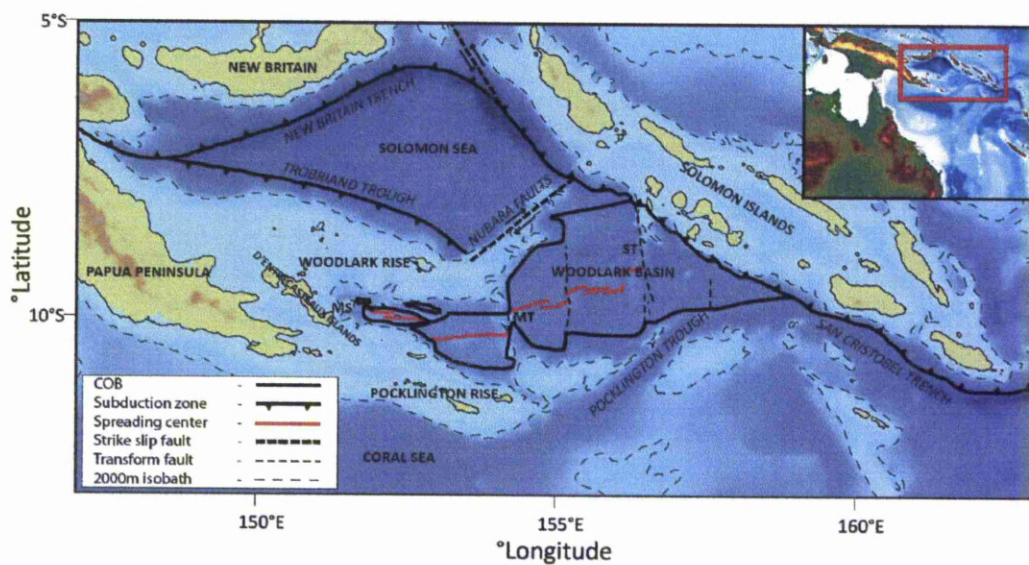 5°S
10°S
°Latitude
NEW BRITAIN
NEW BRITAIN TRENCH
SOLOMON SEA
TROBRIAND TROUGH
NUBARA FAULTS
SOLOMON ISLANDS
WOODLARK RISE
PAPUA PENINSULA
D'ENTRECASTEAUX ISLANDS
ST
WOODLARK BASIN
MS
MT
POCKLINGTON TROUGH
SAN CRISTOBEL TRENCH
POCKLINGTON RISE
CORAL SEA
COB -
Subduction zone -
Spreading center -
Strike slip fault -
Transform fault -
2000m isobath -
150°E
155°E
160°E
°Longitude